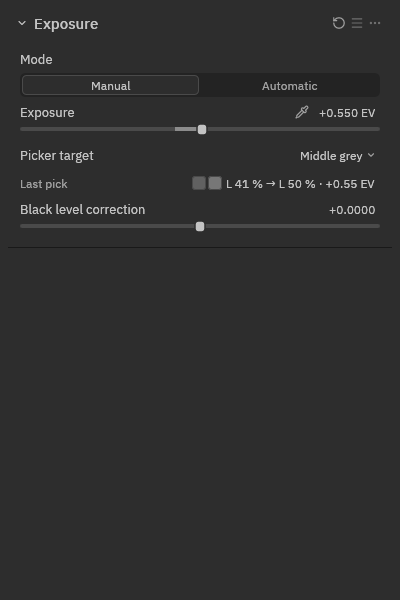 Exposure
Mode
Manual Automatic
Exposure +0.550 EV
Picker target Middle grey
Last pick L 41 % → L 50 % · +0.55 EV
Black level correction +0.0000